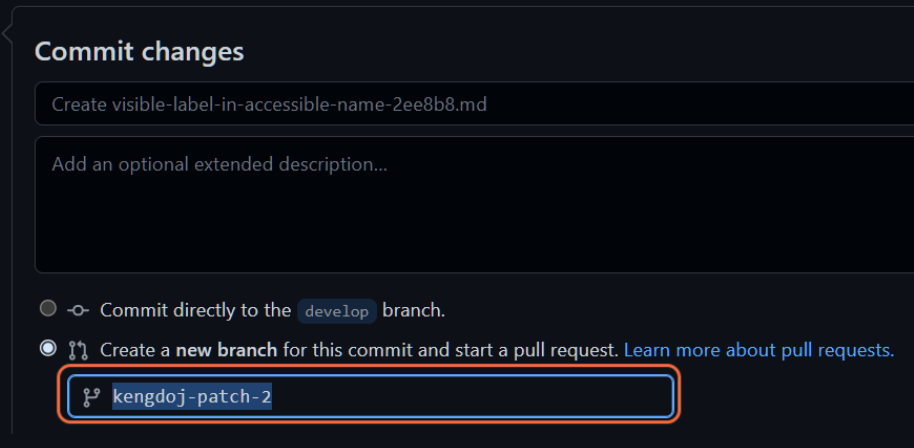 Commit changes
Create visible-label-in-accessible-name-2ee8b8.md
Add an optional extended description...
Commit directly to the develop branch.
Create a new branch for this commit and start a pull request. Learn more about pull requests.
kengdoj-patch-2